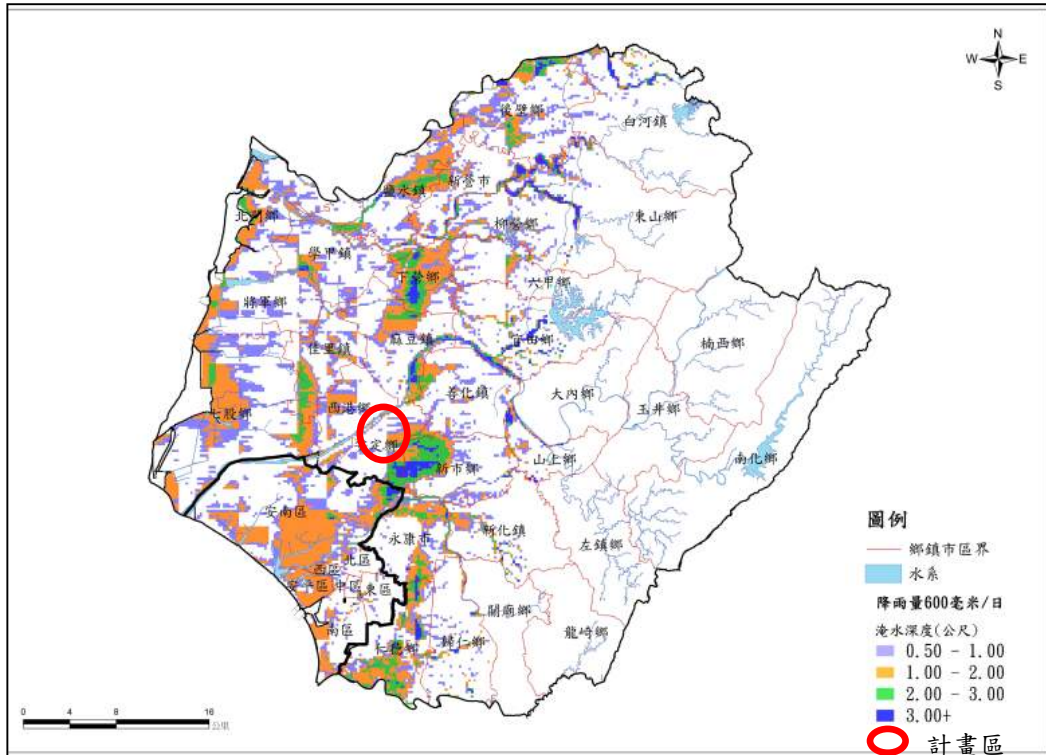 N
W E
S
後壁鄉
白河鎮
新營市
鹽水鎮
東山鄉
柳營鄉
北門鄉
學甲鎮
下營鄉
六甲鄉
將軍鄉
麻豆鎮
官田鄉
佳里鎮
楠西鄉
善化鎮
大內鄉
西港鄉
玉井鄉
七股鄉
定鄉
新市鄉
山上鄉
南化鄉
安南區
新化鎮
永康市
左鎮鄉
北區
西區
安平區 中區 東區
關廟鄉
南區
龍崎鄉
仁德鄉
歸仁鄉
圖例
鄉鎮市區界
水系
降雨量600毫米/日
淹水深度(公尺)
0.50 - 1.00
1.00 - 2.00
2.00 - 3.00
3.00+
計畫區
0 4 8 16
公里